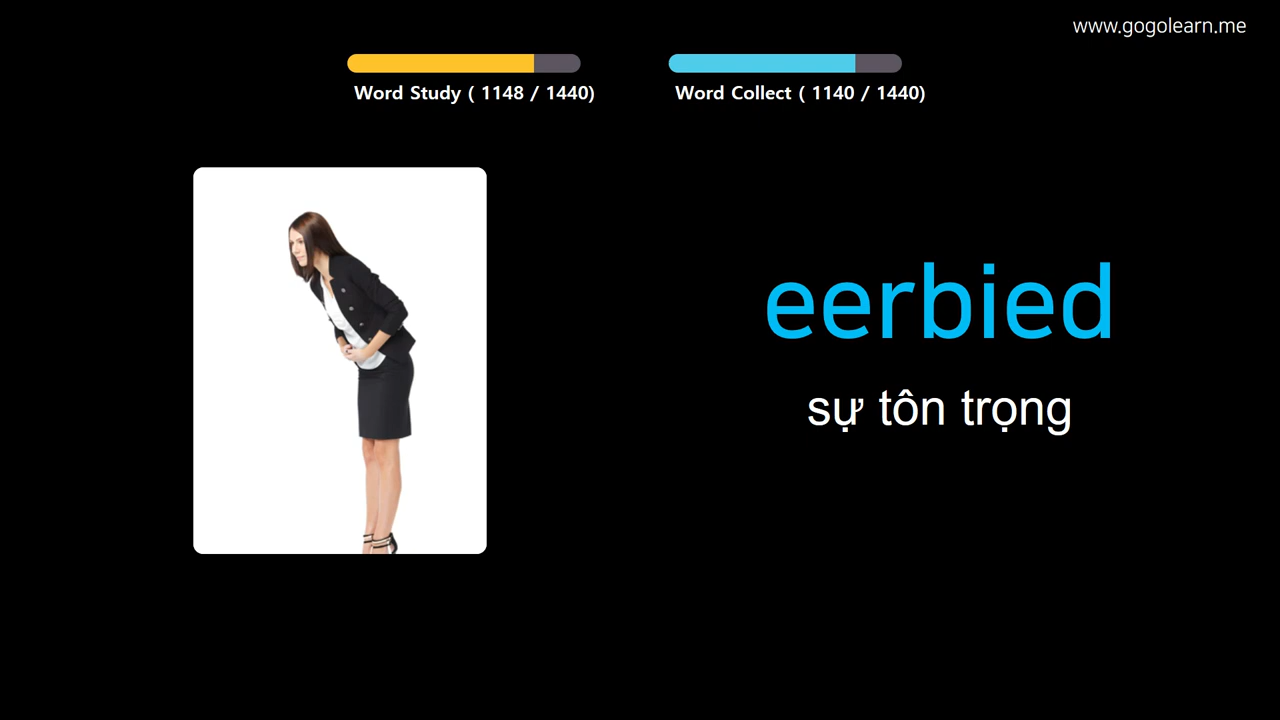 www.gogolearn.me
Word Study ( 1148 / 1440)
Word Collect ( 1140 / 1440)
eerbied
sự tôn trọng